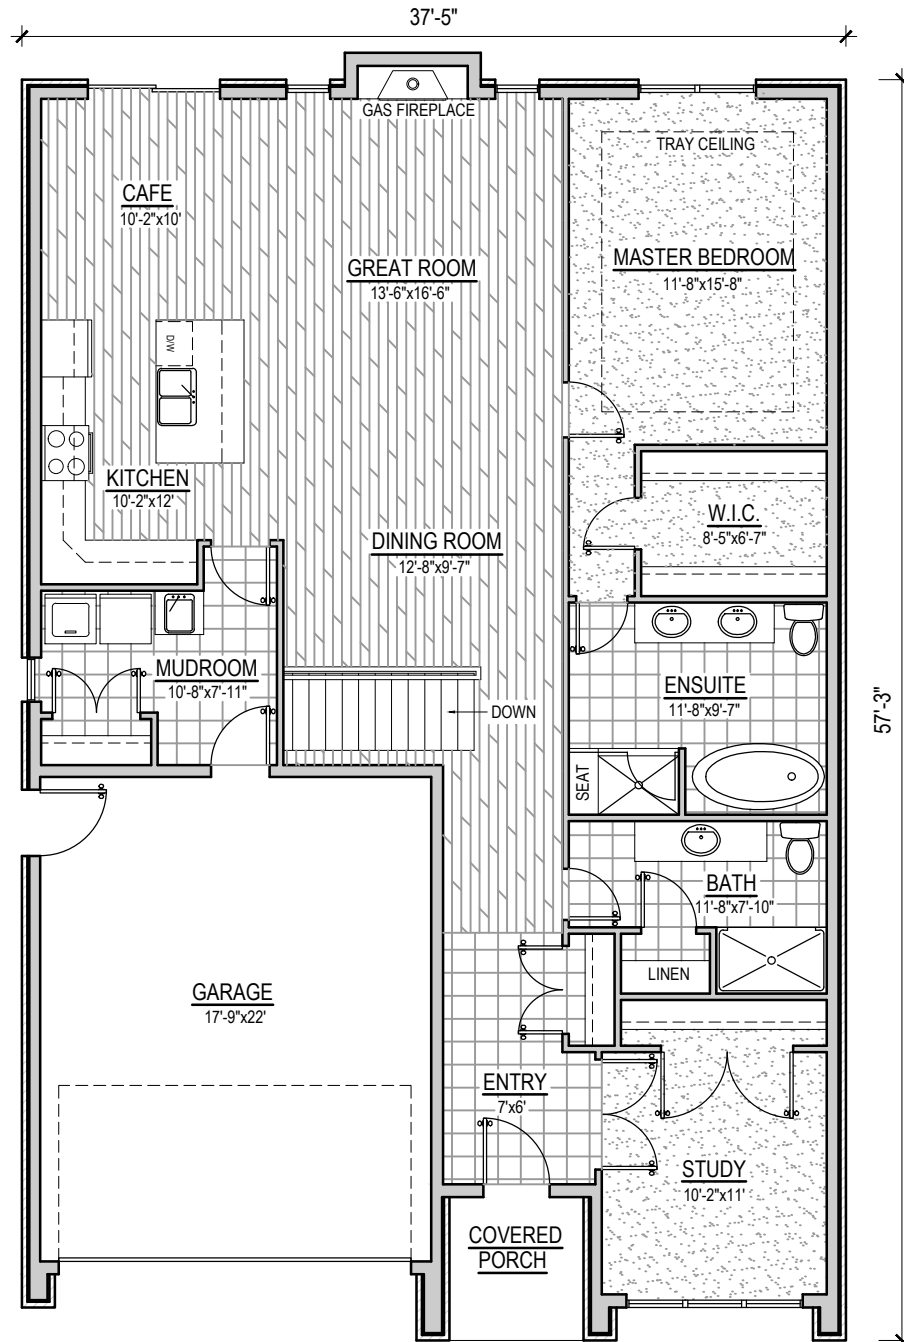 37'-5"
GAS FIREPLACE
TRAY CEILING
CAFE
10'-2"x10'
GREAT ROOM
13'-6"x16'-6"
MASTER BEDROOM
11'-8"x15'-8"
D/W
KITCHEN
10'-2"x12'
W.I.C.
8'-5"x6'-7"
DINING ROOM
12'-8"x9'-7"
MUDROOM
10'-8"x7'-11"
ENSUITE
11'-8"x9'-7"
DOWN
57'-3"
SEAT
BATH
11'-8"x7'-10"
LINEN
GARAGE
17'-9"x22'
ENTRY
7'x6'
STUDY
10'-2"x11'
COVERED
PORCH